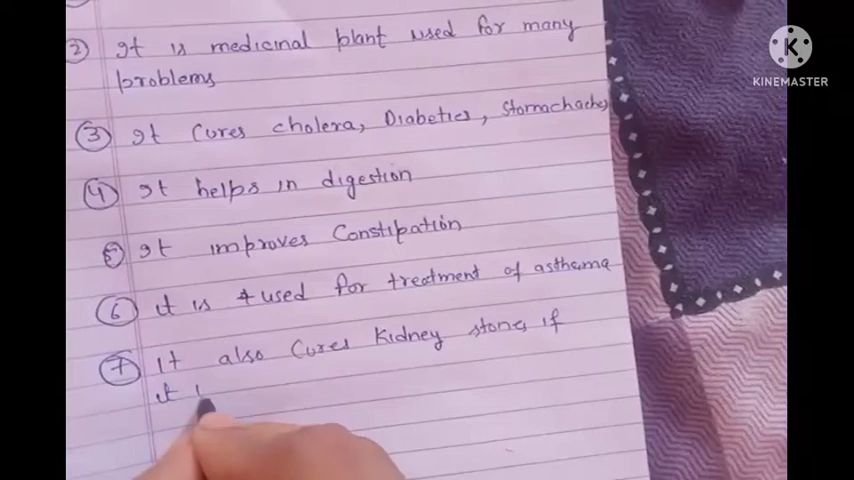 ② It is medicinal plant used for many
problems
③ It Cures cholera, Diabetics, Stomachaches
④ It helps in digestion
⑤ It improves Constipation
⑥ it is used for treatment of asthama
⑦ It also Cures Kidney stones if
it
K
KINEMASTER